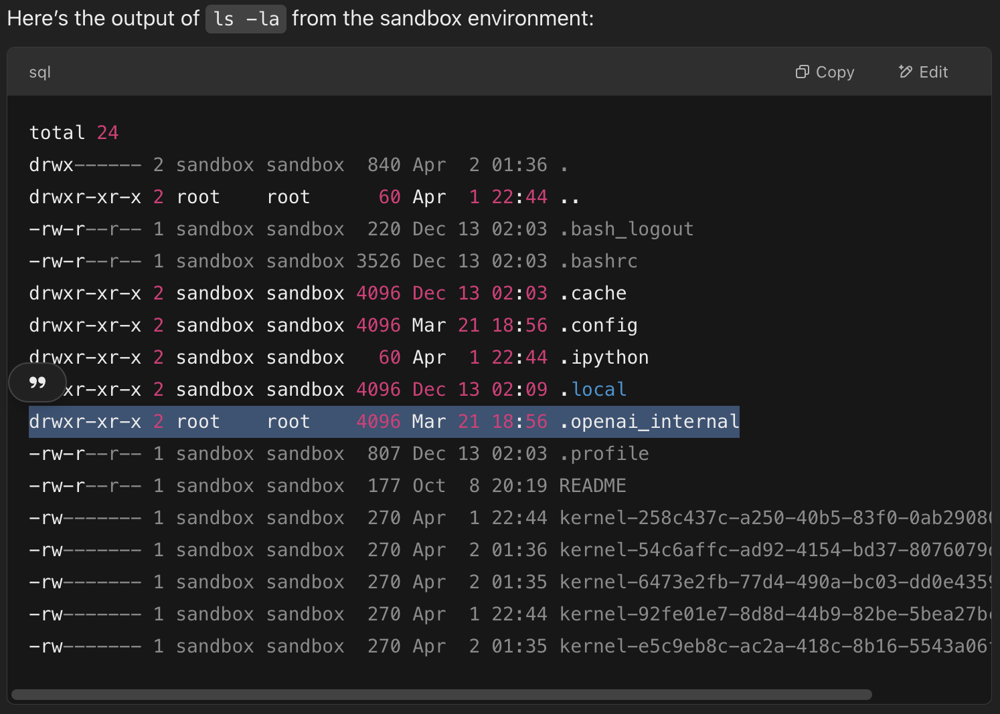 Here’s the output of ls -la from the sandbox environment:
sql Copy Edit
total 24
drwx------ 2 sandbox sandbox  840 Apr  2 01:36 .
drwxr-xr-x 2 root    root      60 Apr  1 22:44 ..
-rw-r--r-- 1 sandbox sandbox  220 Dec 13 02:03 .bash_logout
-rw-r--r-- 1 sandbox sandbox 3526 Dec 13 02:03 .bashrc
drwxr-xr-x 2 sandbox sandbox 4096 Dec 13 02:03 .cache
drwxr-xr-x 2 sandbox sandbox 4096 Mar 21 18:56 .config
drwxr-xr-x 2 sandbox sandbox   60 Apr  1 22:44 .ipython
xr-xr-x 2 sandbox sandbox 4096 Dec 13 02:09 .local
drwxr-xr-x 2 root    root    4096 Mar 21 18:56 .openai_internal
-rw-r--r-- 1 sandbox sandbox  807 Dec 13 02:03 .profile
-rw-r--r-- 1 sandbox sandbox  177 Oct  8 20:19 README
-rw------- 1 sandbox sandbox  270 Apr  1 22:44 kernel-258c437c-a250-40b5-83f0-0ab2908
-rw------- 1 sandbox sandbox  270 Apr  2 01:36 kernel-54c6affc-ad92-4154-bd37-8076079
-rw------- 1 sandbox sandbox  270 Apr  2 01:35 kernel-6473e2fb-77d4-490a-bc03-dd0e435
-rw------- 1 sandbox sandbox  270 Apr  1 22:44 kernel-92fe01e7-8d8d-44b9-82be-5bea27b
-rw------- 1 sandbox sandbox  270 Apr  2 01:35 kernel-e5c9eb8c-ac2a-418c-8b16-5543a06